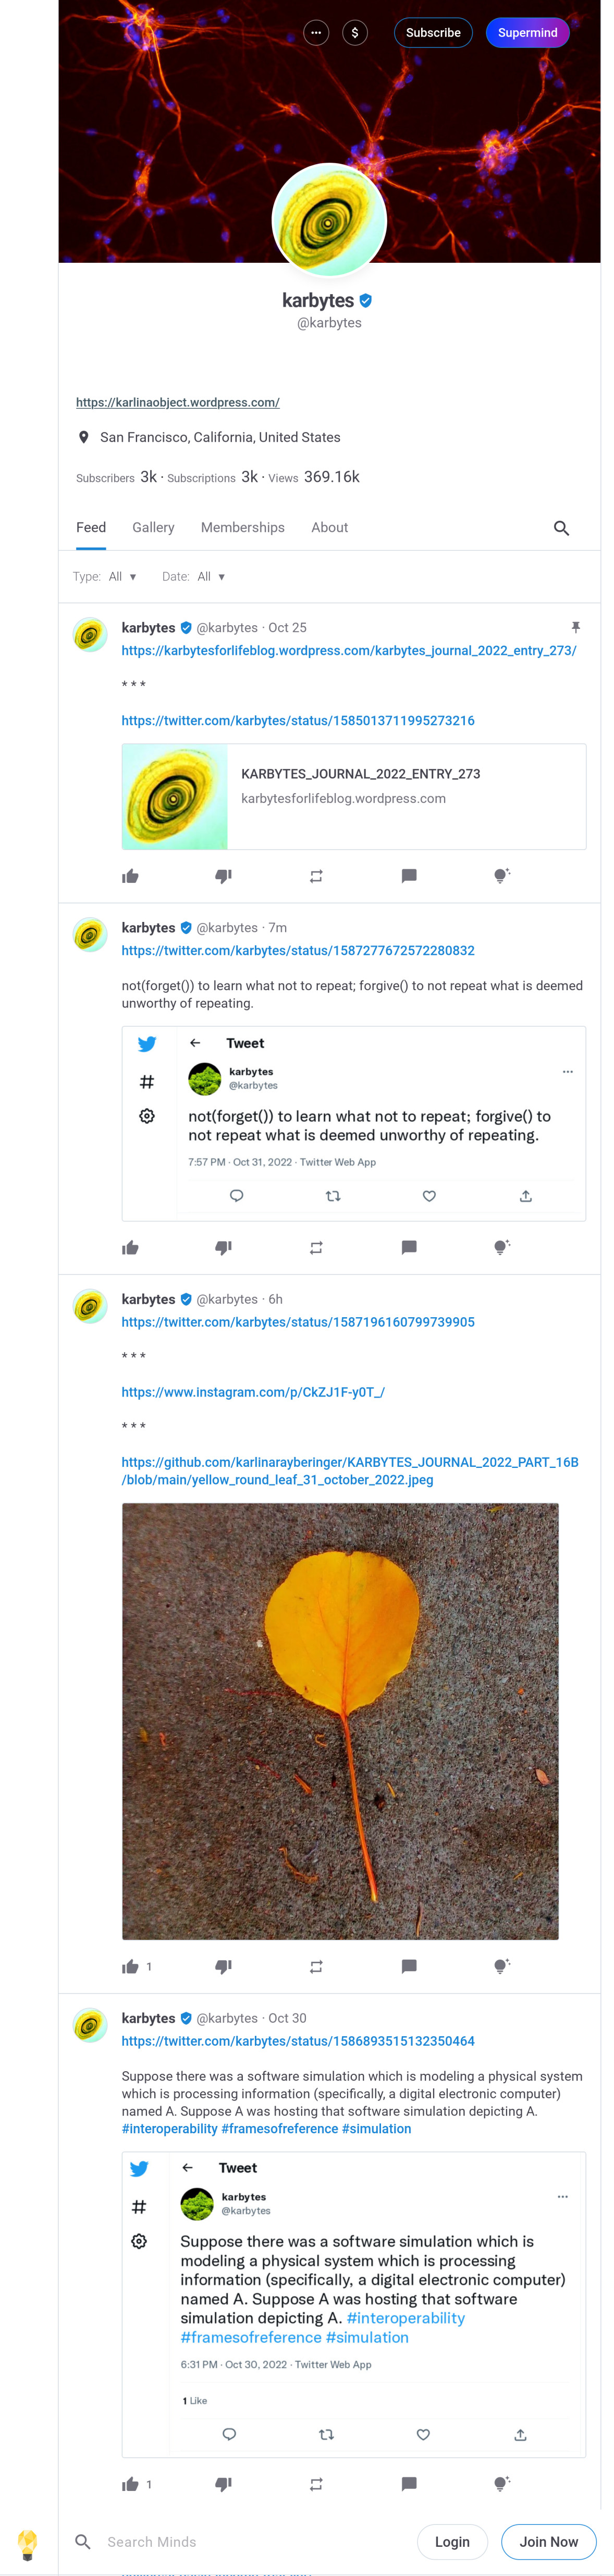 Subscribe
Supermind
karbytes
@karbytes
https://karlinaobject.wordpress.com/
San Francisco, California, United States
Subscribers 3k · Subscriptions 3k · Views 369.16k
Feed Gallery Memberships About
Type: All ▼ Date: All ▼
karbytes @karbytes · Oct 25
https://karbytesforlifeblog.wordpress.com/karbytes_journal_2022_entry_273/
* * *
https://twitter.com/karbytes/status/1585013711995273216
KARBYTES_JOURNAL_2022_ENTRY_273
karbytesforlifeblog.wordpress.com
karbytes @karbytes · 7m
https://twitter.com/karbytes/status/1587277672572280832
not(forget()) to learn what not to repeat; forgive() to not repeat what is deemed
unworthy of repeating.
Tweet
karbytes
@karbytes
not(forget()) to learn what not to repeat; forgive() to
not repeat what is deemed unworthy of repeating.
7:57 PM · Oct 31, 2022 · Twitter Web App
karbytes @karbytes · 6h
https://twitter.com/karbytes/status/1587196160799739905
* * *
https://www.instagram.com/p/CkZJ1F-y0T_/
* * *
https://github.com/karlinarayberinger/KARBYTES_JOURNAL_2022_PART_16B
/blob/main/yellow_round_leaf_31_october_2022.jpeg
1
karbytes @karbytes · Oct 30
https://twitter.com/karbytes/status/1586893515132350464
Suppose there was a software simulation which is modeling a physical system
which is processing information (specifically, a digital electronic computer)
named A. Suppose A was hosting that software simulation depicting A.
#interoperability #framesofreference #simulation
Tweet
karbytes
@karbytes
Suppose there was a software simulation which is
modeling a physical system which is processing
information (specifically, a digital electronic computer)
named A. Suppose A was hosting that software
simulation depicting A. #interoperability
#framesofreference #simulation
6:31 PM · Oct 30, 2022 · Twitter Web App
1 Like
1
Search Minds
Login
Join Now